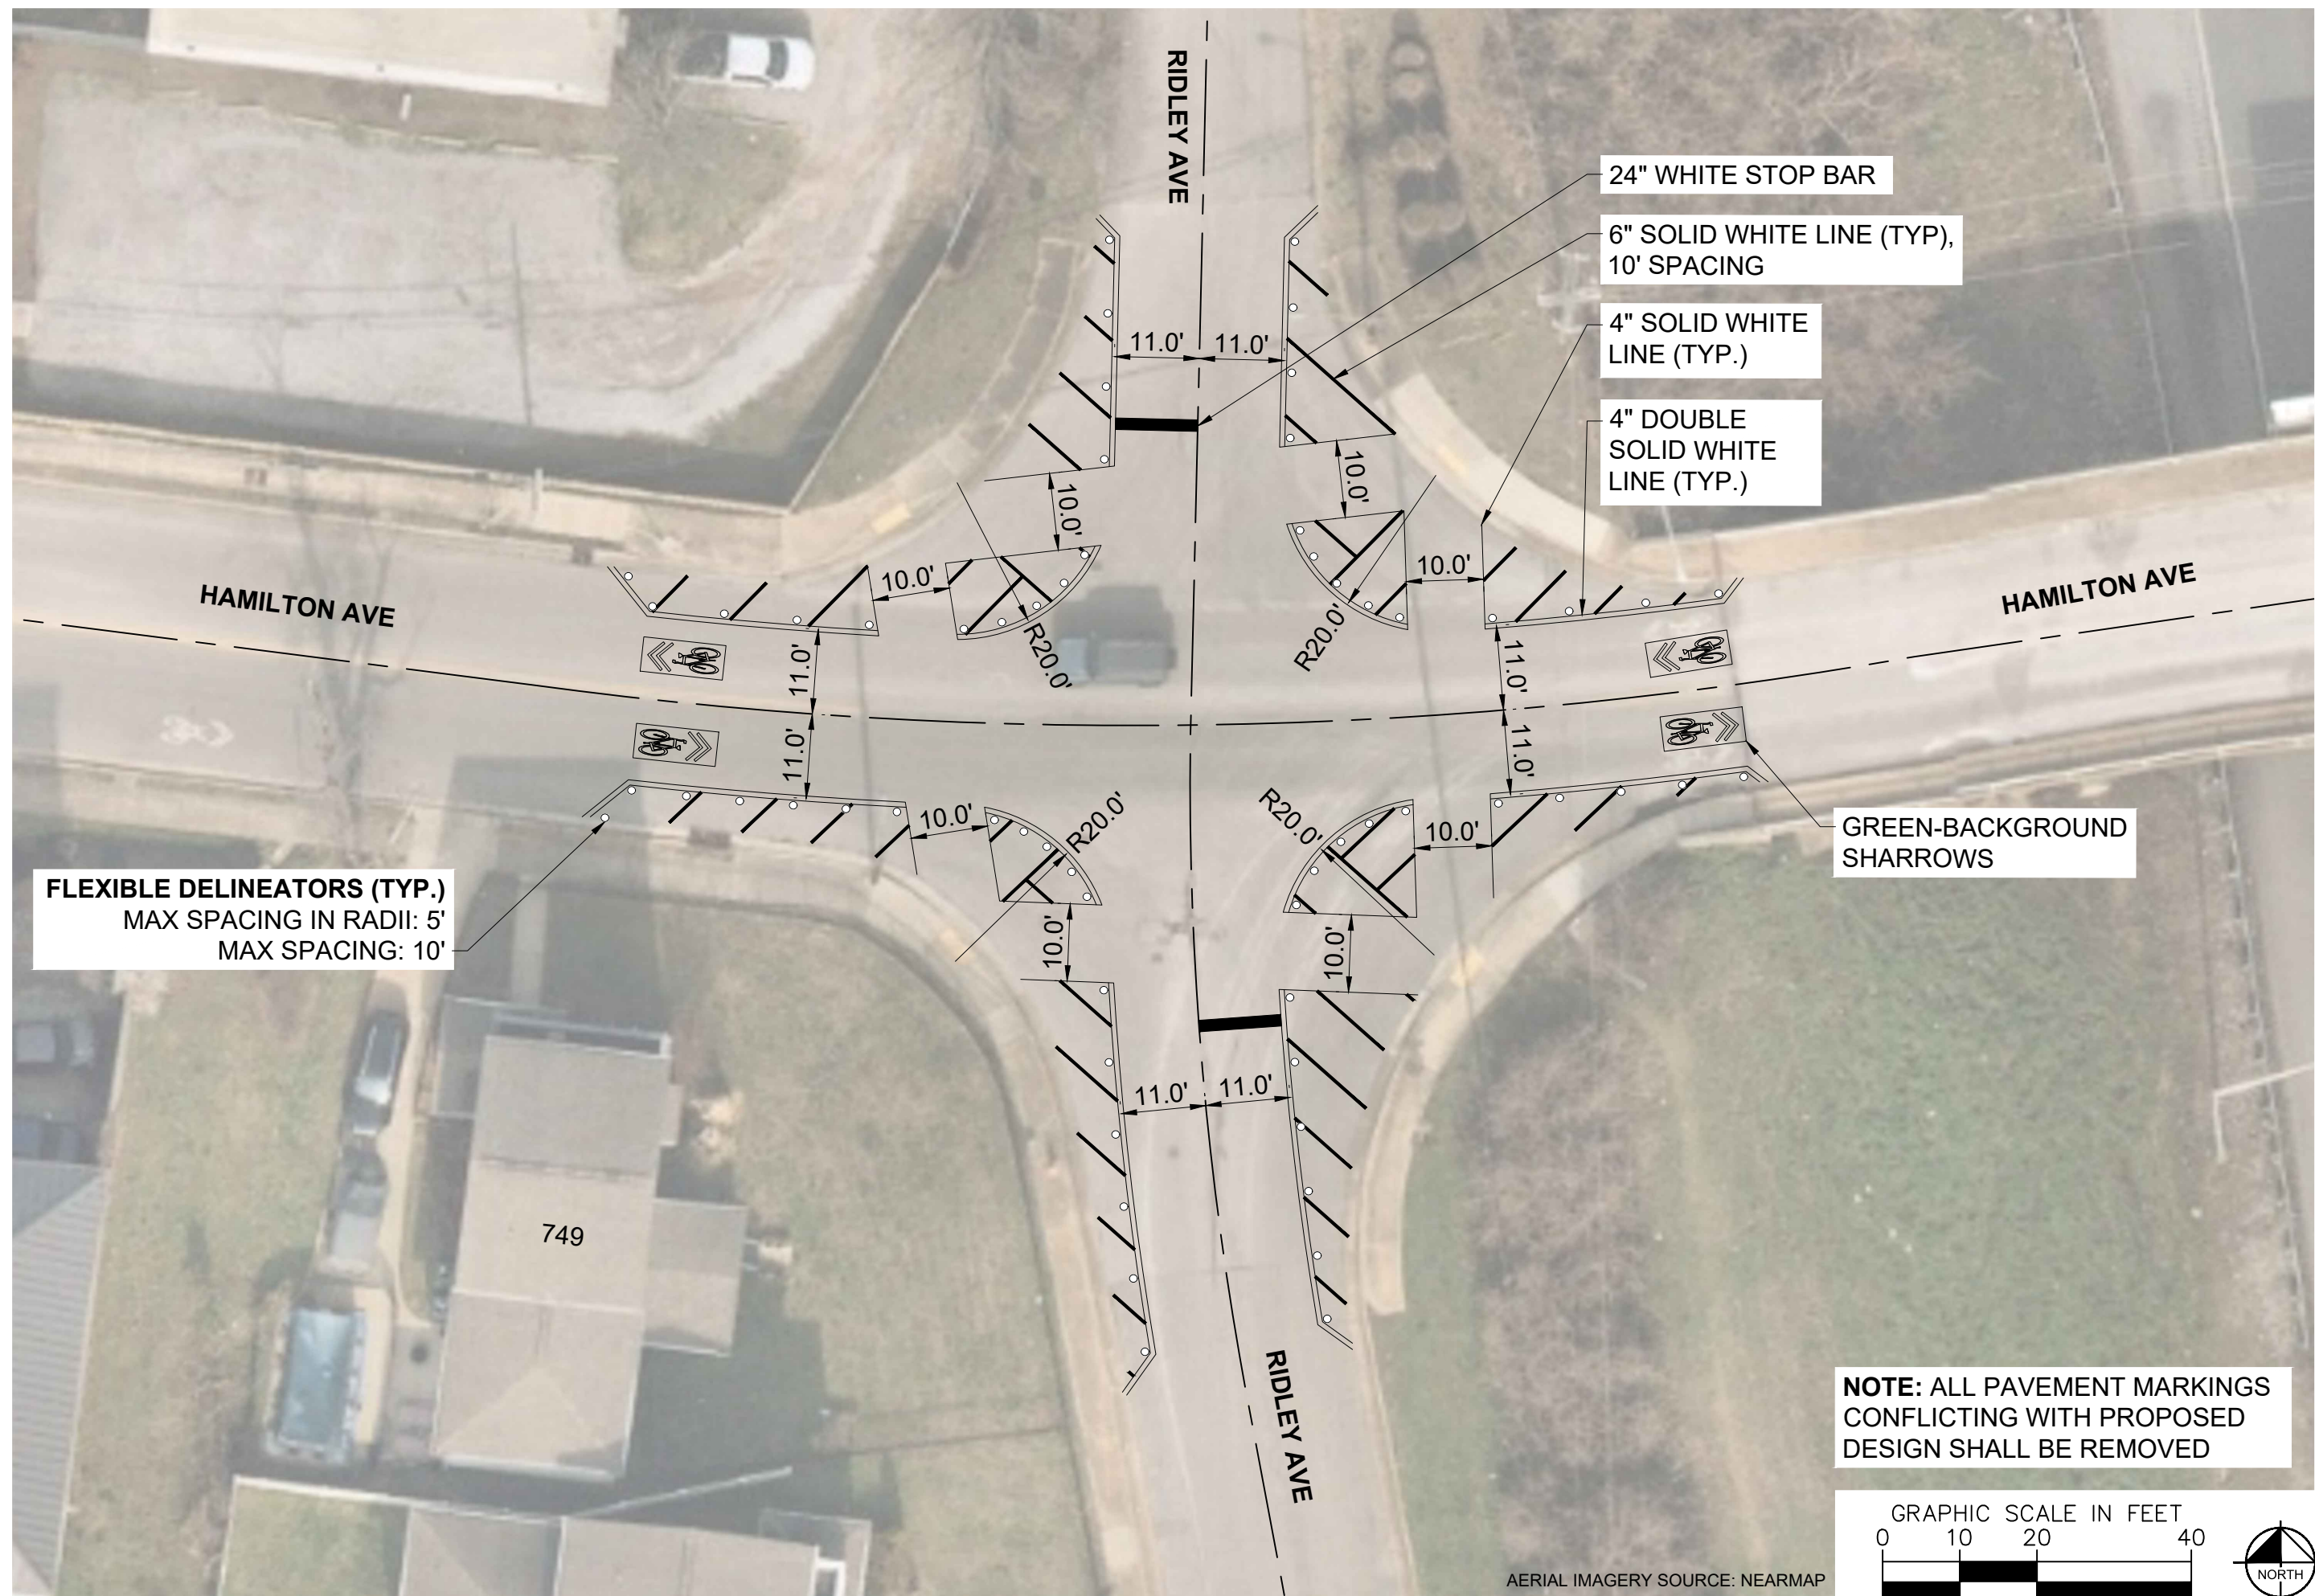 RIDLEY AVE
24" WHITE STOP BAR
6" SOLID WHITE LINE (TYP),
10' SPACING
4" SOLID WHITE
LINE (TYP.)
4" DOUBLE
SOLID WHITE
LINE (TYP.)
11.0' 11.0'
10.0'
10.0'
HAMILTON AVE
HAMILTON AVE
10.0'
10.0'
R20.0'
R20.0'
11.0'
11.0'
11.0'
11.0'
R20.0'
R20.0'
10.0'
10.0'
GREEN-BACKGROUND
SHARROWS
FLEXIBLE DELINEATORS (TYP.)
MAX SPACING IN RADII: 5'
MAX SPACING: 10'
10.0'
10.0'
11.0' 11.0'
749
RIDLEY AVE
NOTE: ALL PAVEMENT MARKINGS
CONFLICTING WITH PROPOSED
DESIGN SHALL BE REMOVED
GRAPHIC SCALE IN FEET
0 10 20 40
NORTH
AERIAL IMAGERY SOURCE: NEARMAP